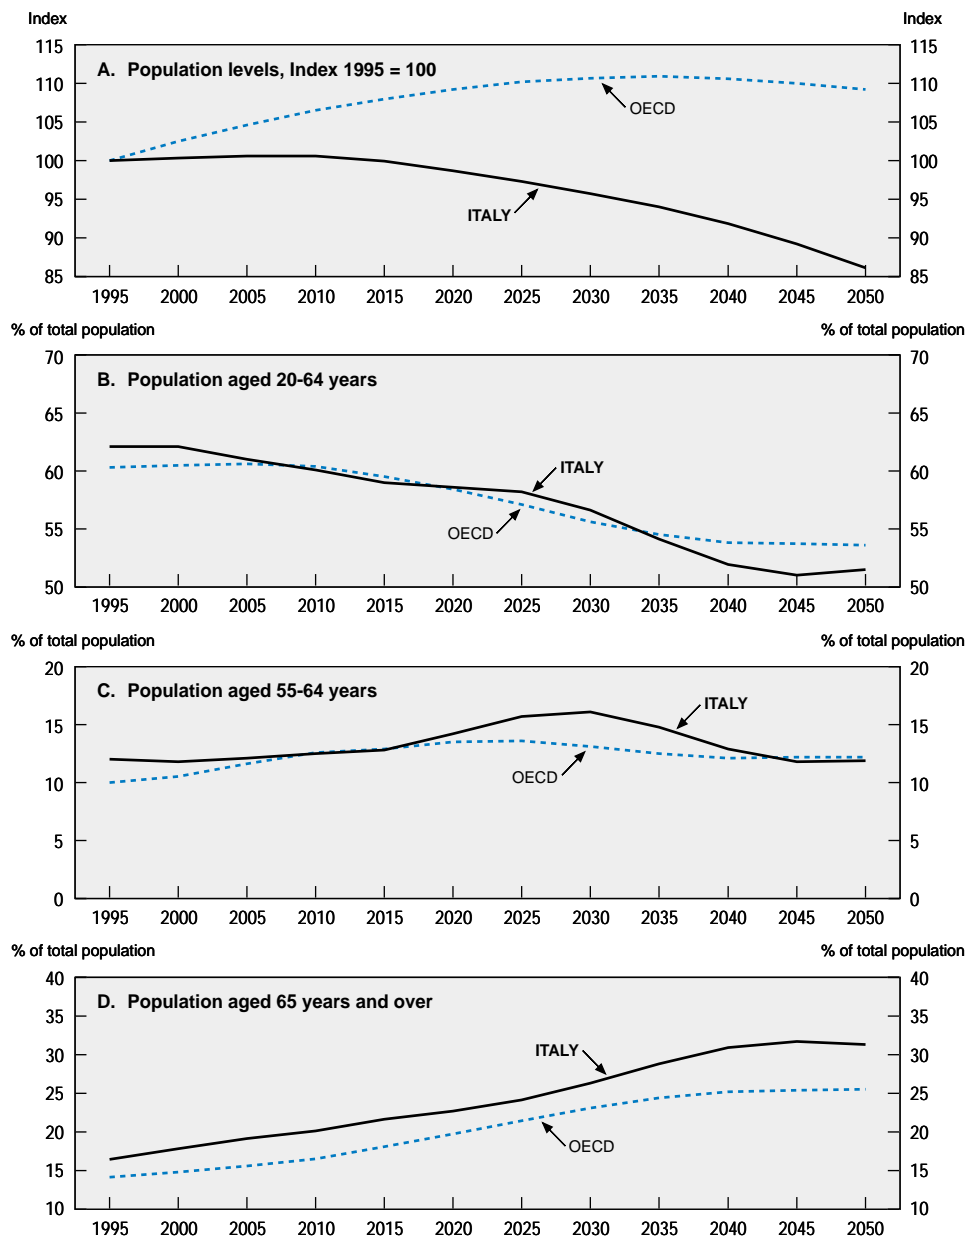 Index Index
115 115
A. Population levels, Index 1995 = 100
110 110
OECD
105 105
100 100
95 95
ITALY
90 90
85 85
1995 2000 2005 2010 2015 2020 2025 2030 2035 2040 2045 2050
% of total population % of total population
70 70
B. Population aged 20-64 years
65 65
ITALY
60 60
OECD
55 55
50 50
1995 2000 2005 2010 2015 2020 2025 2030 2035 2040 2045 2050
% of total population % of total population
20 20
C. Population aged 55-64 years
ITALY
15 15
OECD
10 10
5 5
0 0
1995 2000 2005 2010 2015 2020 2025 2030 2035 2040 2045 2050
% of total population % of total population
40 40
D. Population aged 65 years and over
35 35
ITALY
30 30
25 25
20 20
OECD
15 15
10 10
1995 2000 2005 2010 2015 2020 2025 2030 2035 2040 2045 2050